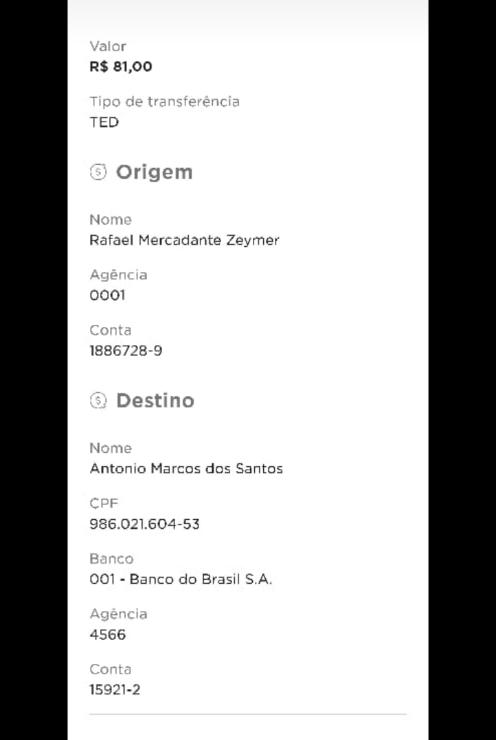 Valor
R$ 81,00
Tipo de transferência
TED
Origem
Nome
Rafael Mercadante Zeymer
Agência
0001
Conta
1886728-9
Destino
Nome
Antonio Marcos dos Santos
CPF
986.021.604-53
Banco
001 - Banco do Brasil S.A.
Agência
4566
Conta
15921-2